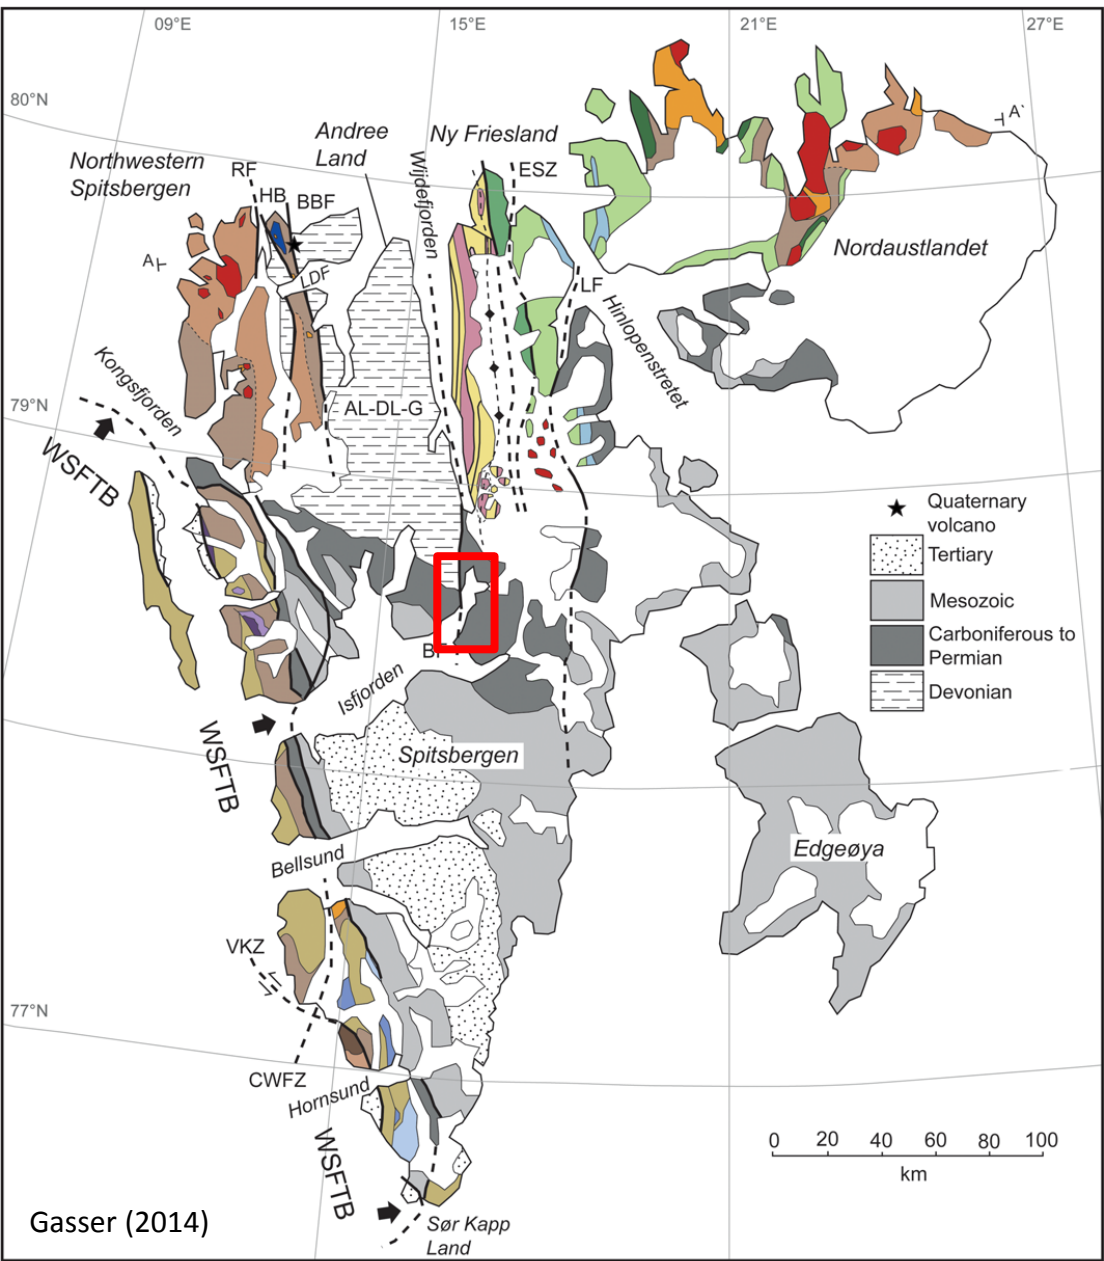 09°E
15°E
21°E
27°E
80°N
79°N
77°N
Northwestern
Spitsbergen
RF
HB
BBF
LDF
Andree
Land
Ny Friesland
Wijdefjorden
ESZ
LF
Hinlopenstretet
Nordaustlandet
A
A'
Kongsfjorden
WSFTB
AL-DL-G
Isfjorden
WSFTB
Spitsbergen
Bellsund
Edgeøya
VKZ
CWFZ
Hornsund
WSFTB
Sør Kapp
Land
Quaternary
volcano
Tertiary
Mesozoic
Carboniferous to
Permian
Devonian
0 20 40 60 80 100
km
Gasser (2014)